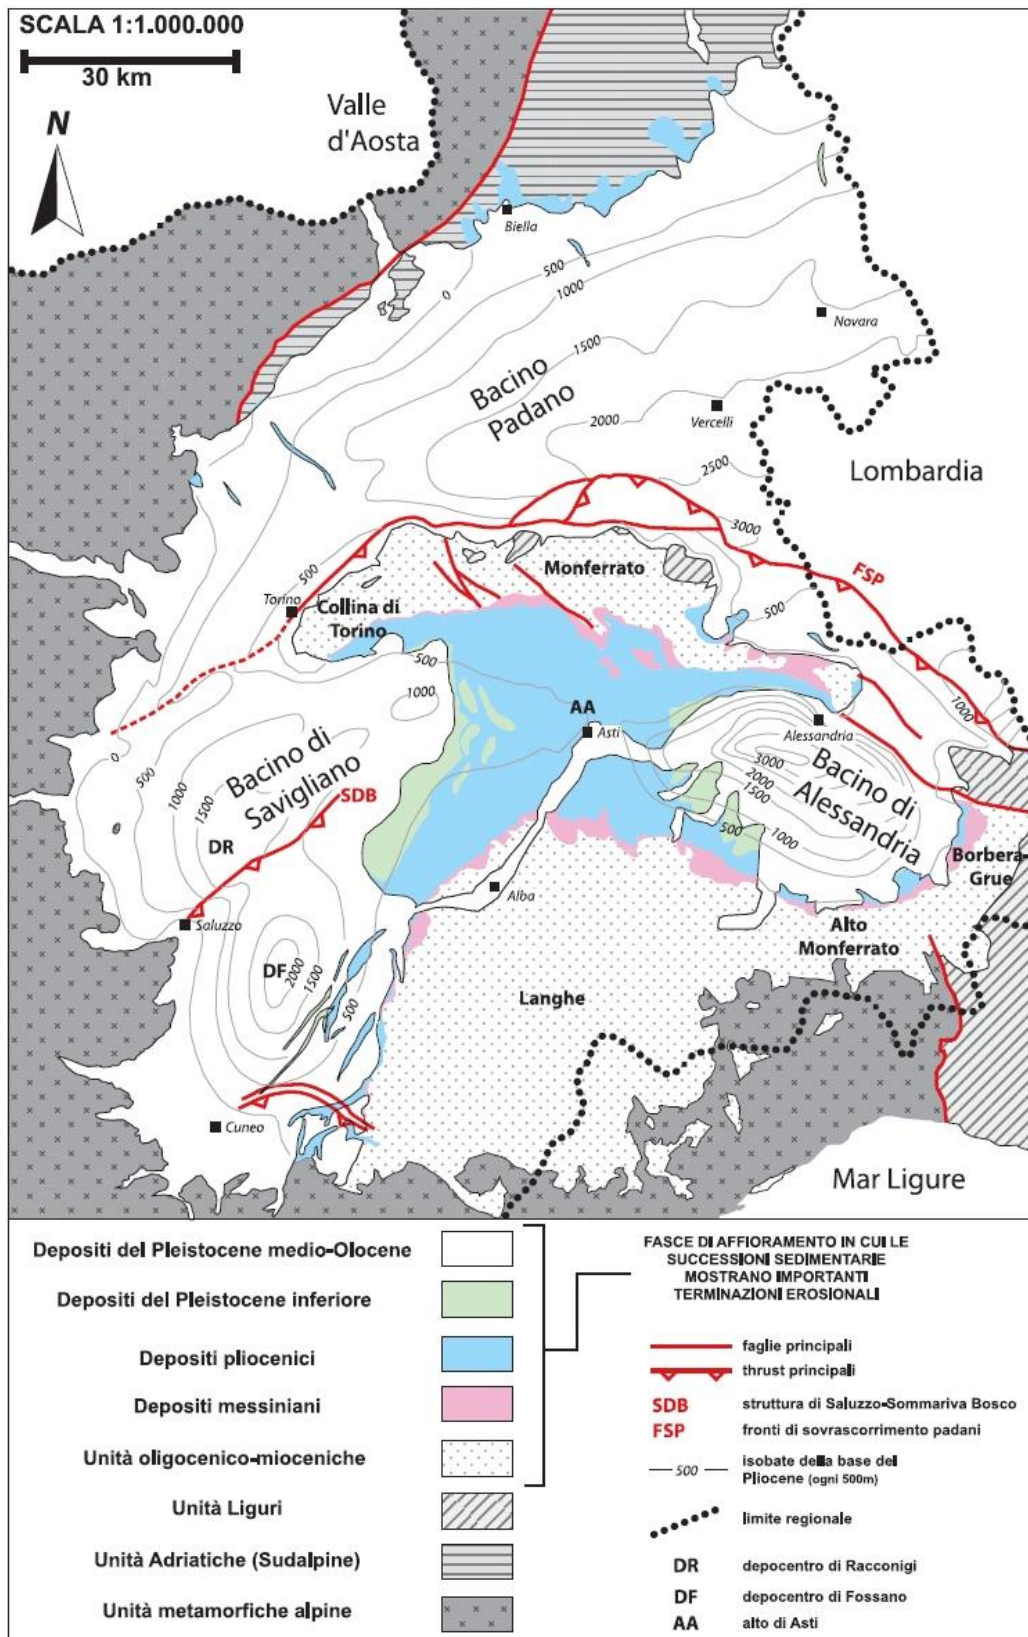 SCALA 1:1.000.000
30 km
N
Valle
d'Aosta
Biella
0
500
1000
1500
Novara
Bacino
Padano
2000
Vercelli
2500
Lombardia
3000
FSP
Monferrato
500
500
Torino
Collina di
Torino
500
1000
1000
AA
Asti
Alessandria
0
500
1000
1500
Bacino di
Savigliano
SDB
DR
3000
2000
1500
1000
500
Bacino di
Alessandria
Borbera-
Grue
Alba
Saluzzo
Alto
Monferrato
DF
2000
1500
500
Langhe
Cuneo
Mar Ligure
Depositi del Pleistocene medio-Olocene
Depositi del Pleistocene inferiore
Depositi pliocenici
Depositi messiniani
Unità oligocenico-mioceniche
Unità Liguri
Unità Adriatiche (Sudalpine)
Unità metamorfiche alpine
FASCE DI AFFIORAMENTO IN CUI LE
SUCCESSIONI SEDIMENTARIE
MOSTRANO IMPORTANTI
TERMINAZIONI EROSIONALI
faglie principali
thrust principali
SDB struttura di Saluzzo-Sommariva Bosco
FSP fronti di sovrascorrimento padani
500 isobate della base del
Pliocene (ogni 500m)
limite regionale
DR depocentro di Racconigi
DF depocentro di Fossano
AA alto di Asti